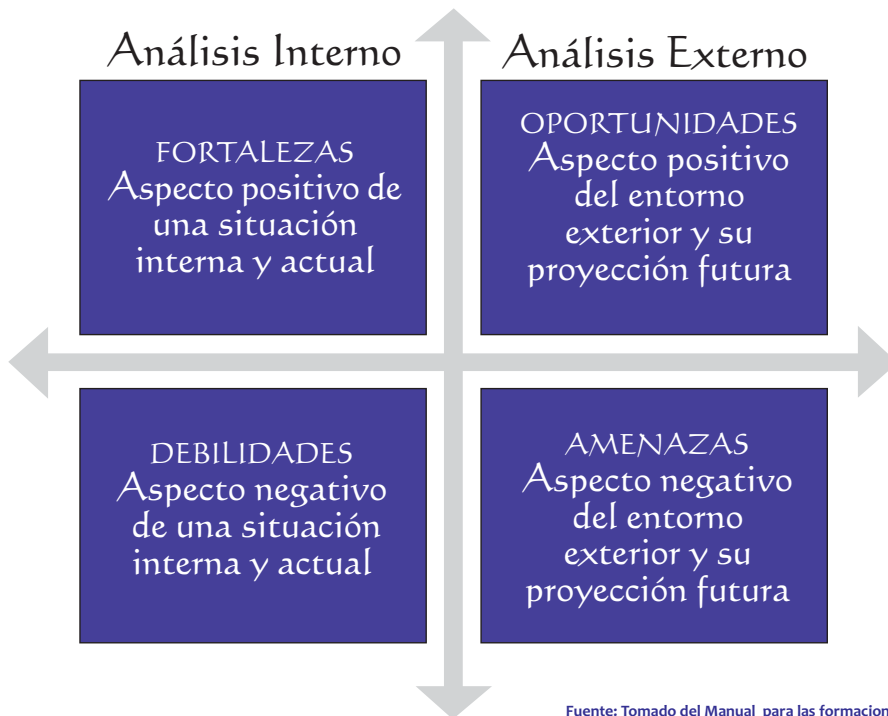 Análisis Interno
FORTALEZAS
Aspecto positivo de
una situación
interna y actual
DEBILIDADES
Aspecto negativo
de una situación
interna y actual
Análisis Externo
OPORTUNIDADES
Aspecto positivo
del entorno
exterior y su
proyección futura
AMENAZAS
Aspecto negativo
del entorno
exterior y su
proyección futura
Fuente: Tomado del Manual para las formacion